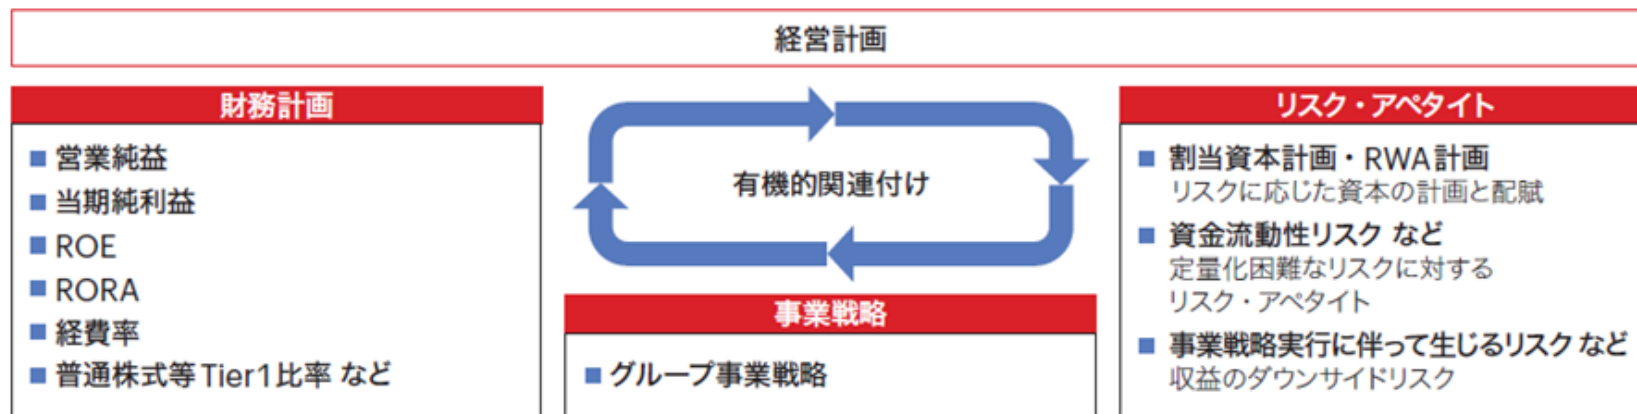 経営計画
財務計画
営業純益
当期純利益
ROE
RORA
経費率
普通株式等Tier1比率 など
有機的関連付け
事業戦略
グループ事業戦略
リスク・アペタイト
割当資本計画・RWA計画
リスクに応じた資本の計画と配賦
資金流動性リスク など
定量化困難なリスクに対する
リスク・アペタイト
事業戦略実行に伴って生じるリスク など
収益のダウンサイドリスク